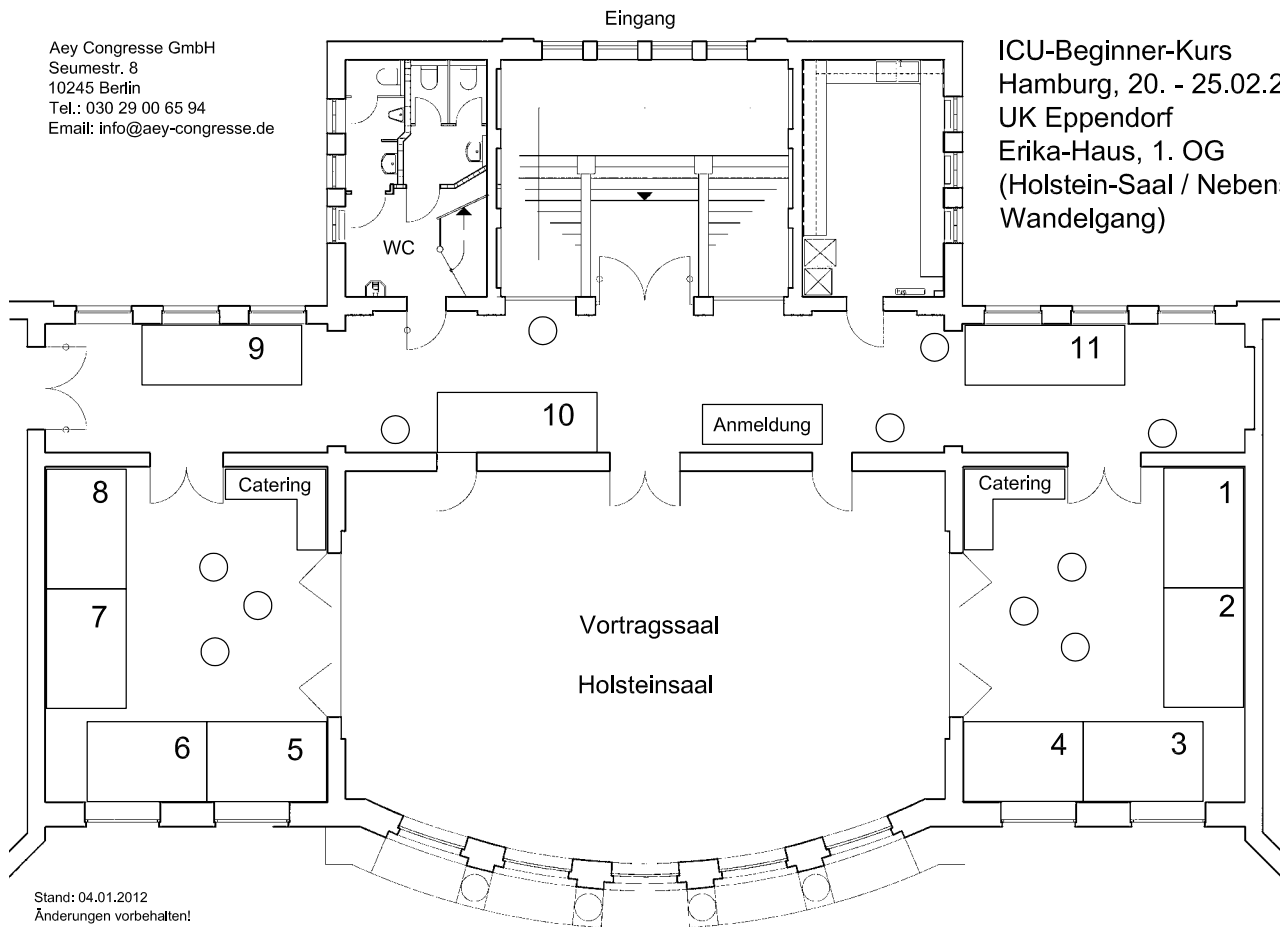 Eingang
Aey Congresse GmbH
Seumestr. 8
10245 Berlin
Tel.: 030 29 00 65 94
Email: info@aey-congresse.de
ICU-Beginner-Kurs
Hamburg, 20. - 25.02.2
UK Eppendorf
Erika-Haus, 1. OG
(Holstein-Saal / Nebens
Wandelgang)
WC
9
11
10
Anmeldung
8
Catering
Catering
1
7
2
Vortragssaal
Holsteinsaal
6
5
4
3
Stand: 04.01.2012
Änderungen vorbehalten!